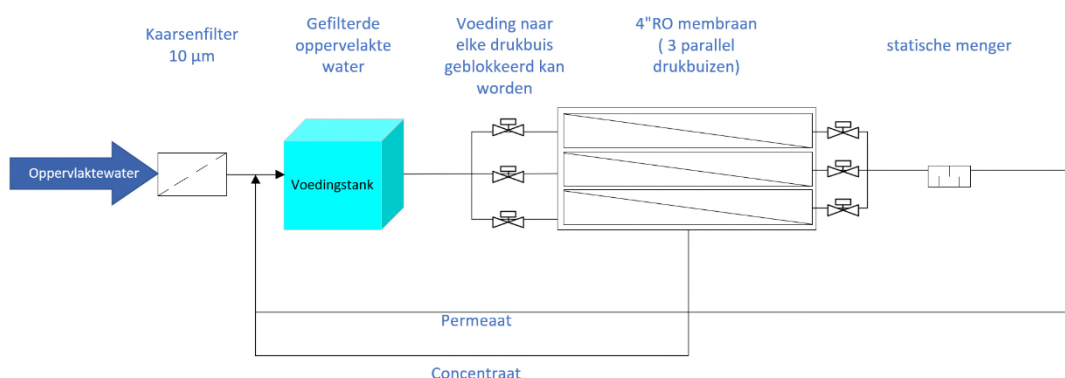 Kaarsenfilter
10 µm
Gefilterde
oppervelakte
water
Voeding naar
elke drukbuis
geblokkeerd kan
worden
4"RO membraan
( 3 parallel
drukbuizen)
statische menger
Oppervlaktewater
Voedingstank
Permeaat
Concentraat